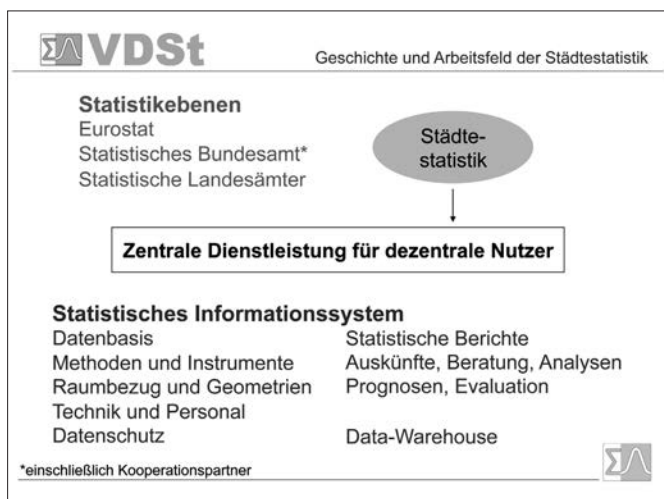 VDSt
Geschichte und Arbeitsfeld der Städtestatistik
Statistikebenen
Eurostat
Statistisches Bundesamt*
Statistische Landesämter
Städte-
statistik
Zentrale Dienstleistung für dezentrale Nutzer
Statistisches Informationssystem
Datenbasis
Methoden und Instrumente
Raumbezug und Geometrien
Technik und Personal
Datenschutz
Statistische Berichte
Auskünfte, Beratung, Analysen
Prognosen, Evaluation
Data-Warehouse
*einschließlich Kooperationspartner